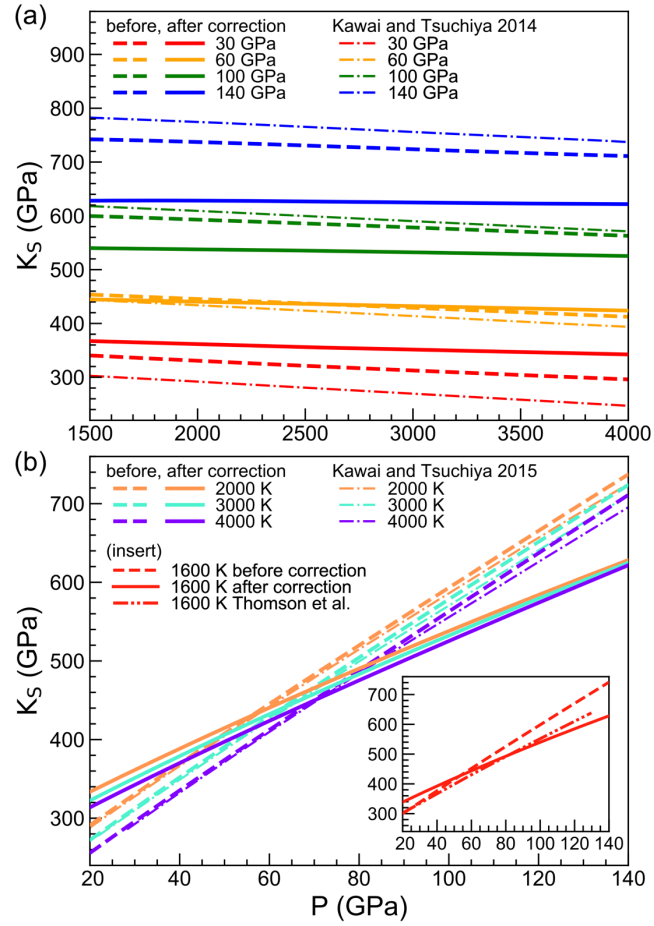 (a)
before, after correction Kawai and Tsuchiya 2014
30 GPa 30 GPa
60 GPa 60 GPa
100 GPa 100 GPa
140 GPa 140 GPa
900
800
700
600
500
400
300
K_S (GPa)
1500 2000 2500 3000 3500 4000
(b)
before, after correction Kawai and Tsuchiya 2015
2000 K 2000 K
3000 K 3000 K
4000 K 4000 K
(insert)
1600 K before correction
1600 K after correction
1600 K Thomson et al.
700
600
500
400
300
K_S (GPa)
700
600
500
400
300
20 40 60 80 100 120 140
20 40 60 80 100 120 140
P (GPa)